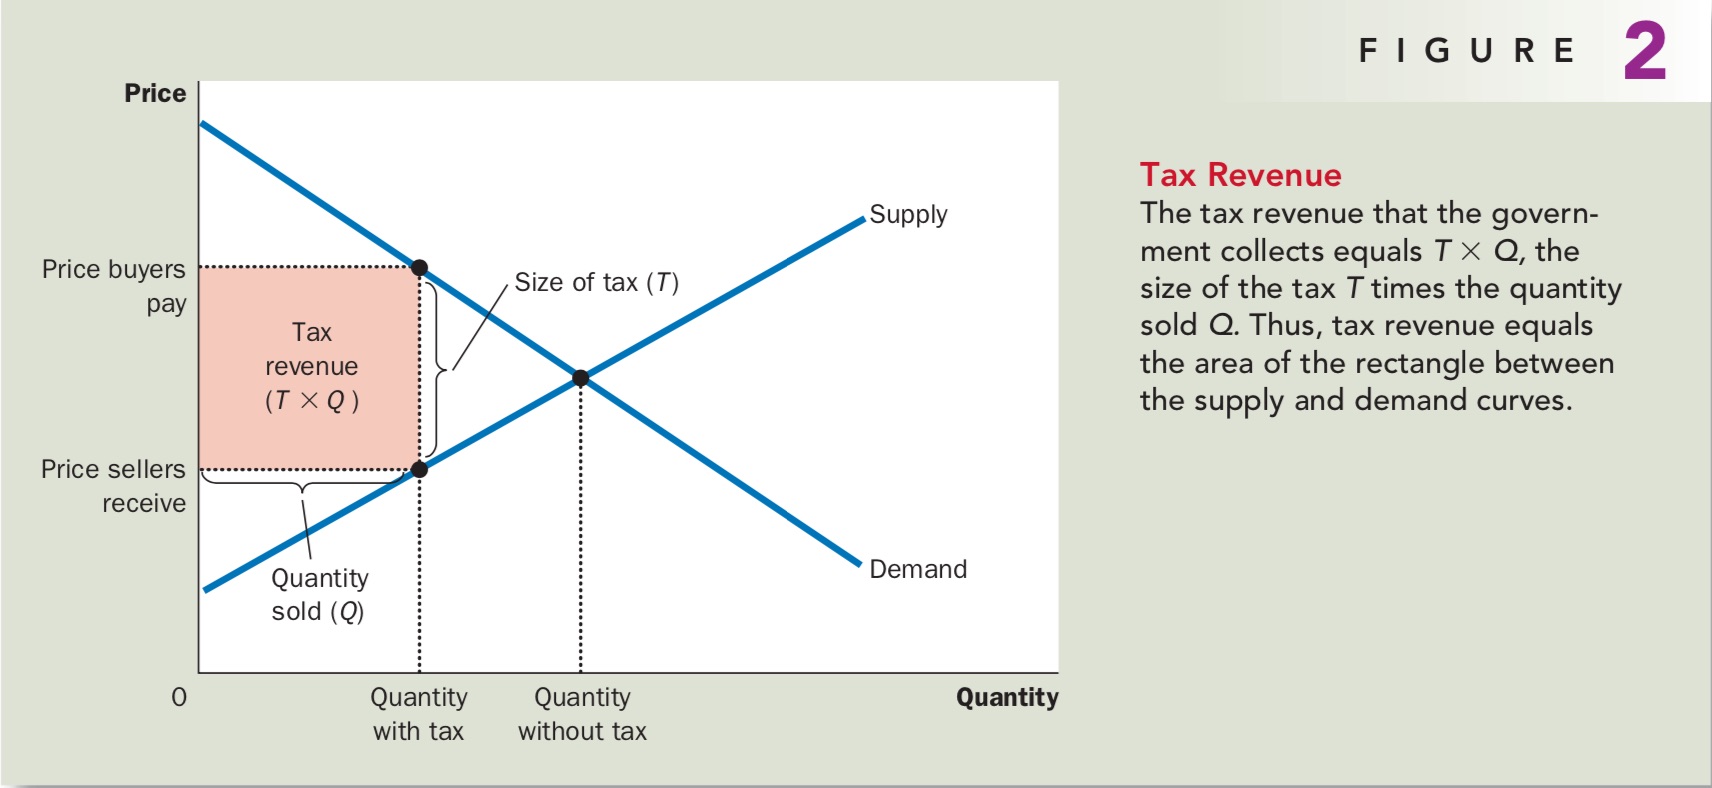 FIGURE 2
Price
Supply
Price buyers
pay
Size of tax (T)
Tax
revenue
(T × Q )
Price sellers
receive
Quantity
sold (Q)
Demand
0
Quantity
with tax
Quantity
without tax
Quantity
Tax Revenue
The tax revenue that the govern-
ment collects equals T × Q, the
size of the tax T times the quantity
sold Q. Thus, tax revenue equals
the area of the rectangle between
the supply and demand curves.